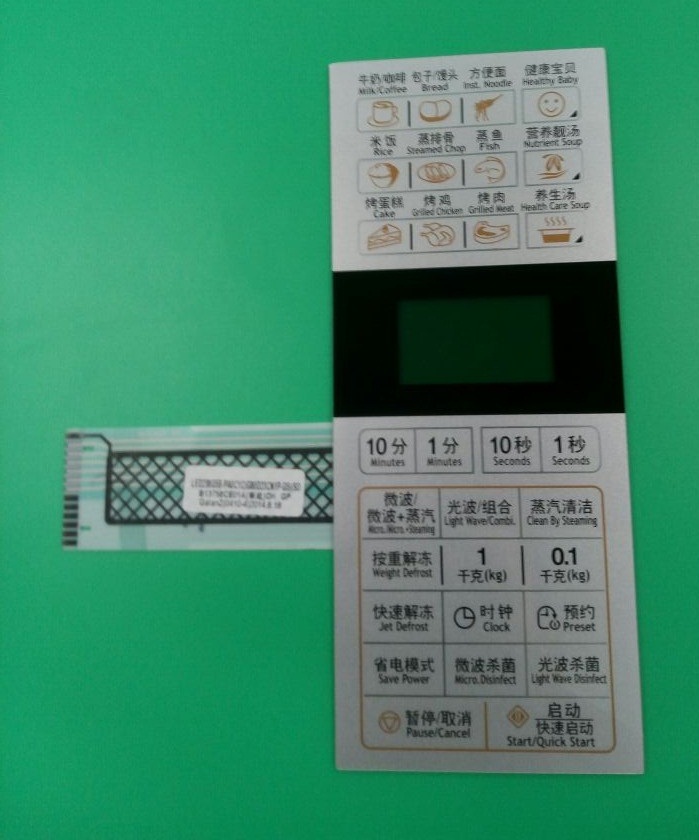 牛奶/咖啡 包子/馒头 方便面 健康宝贝
Milk/Coffee Bread Inst. Noodle Healthy Baby
米饭 蒸排骨 蒸鱼 营养靓汤
Rice Steamed Chop Fish Nutrient Soup
烤蛋糕 烤鸡 烤肉 养生汤
Cake Grilled Chicken Grilled Meat Health Care Soup
10分 1分 10秒 1秒
Minutes Minutes Seconds Seconds
微波/
微波+蒸汽 光波/组合 蒸汽清洁
Micro./Micro.+Steaming Light Wave/Combi. Clean By Steaming
按重解冻 1 0.1
Weight Defrost 千克(kg) 千克(kg)
快速解冻 时钟 预约
Jet Defrost Clock Preset
省电模式 微波杀菌 光波杀菌
Save Power Micro.Disinfect Light Wave Disinfect
暂停/取消 启动
Pause/Cancel 快速启动
Start/Quick Start